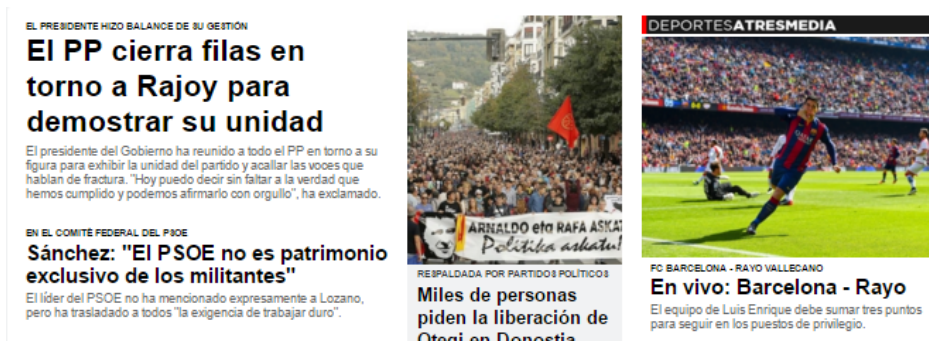 EL PRESIDENTE HIZO BALANCE DE SU GESTIÓN
El PP cierra filas en
torno a Rajoy para
demostrar su unidad
El presidente del Gobierno ha reunido a todo el PP en torno a su
figura para exhibir la unidad del partido y acallar las voces que
hablan de fractura. "Hoy puedo decir sin faltar a la verdad que
hemos cumplido y podemos afirmarlo con orgullo", ha exclamado.
EN EL COMITÉ FEDERAL DEL PSOE
Sánchez: "El PSOE no es patrimonio
exclusivo de los militantes"
El líder del PSOE no ha mencionado expresamente a Lozano,
pero ha trasladado a todos "la exigencia de trabajar duro".
ARNALDO eta RAFA ASKAT
Politika askatu!
RESPALDADA POR PARTIDOS POLÍTICOS
Miles de personas
piden la liberación de
Otegi en Donostia
DEPORTESATRESMEDIA
FC BARCELONA - RAYO VALLECANO
En vivo: Barcelona - Rayo
El equipo de Luis Enrique debe sumar tres puntos
para seguir en los puestos de privilegio.